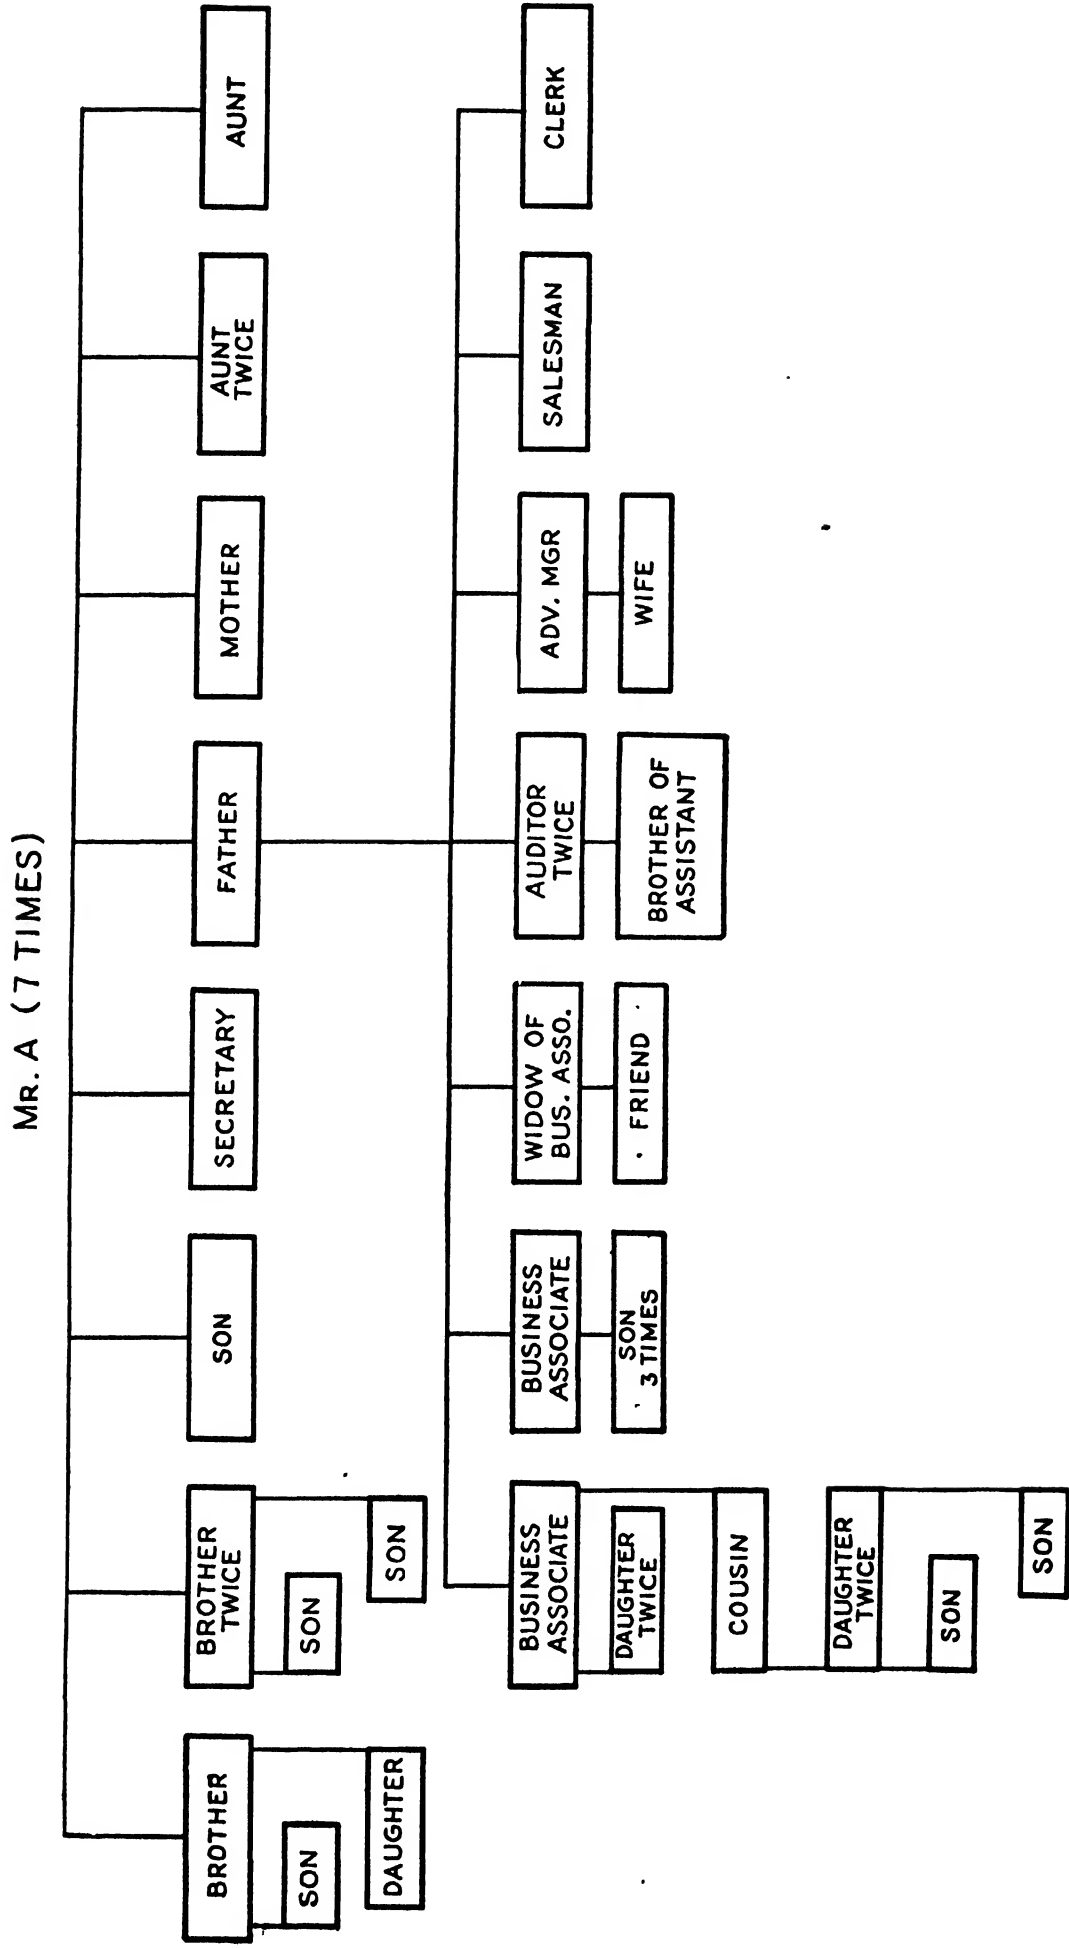 MR. A (7 TIMES)
BROTHER
SON
DAUGHTER
BROTHER
TWICE
SON
SON
SON
SECRETARY
FATHER
MOTHER
AUNT
TWICE
AUNT
BUSINESS
ASSOCIATE
DAUGHTER
TWICE
COUSIN
DAUGHTER
TWICE
SON
SON
BUSINESS
ASSOCIATE
SON
3 TIMES
WIDOW OF
BUS. ASSO.
FRIEND
AUDITOR
TWICE
BROTHER OF
ASSISTANT
ADV. MGR
WIFE
SALESMAN
CLERK